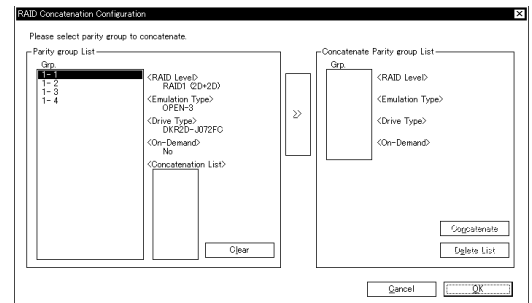 RAID Concatenation Configuration
Please select parity group to concatenate.
Parity group List
Grp.
1- 1
1- 2
1- 3
1- 4
<RAID Level>
RAID1 (2D+2D)
<Emulation Type>
OPEN-3
<Drive Type>
DKR2D-J072FC
<On-Demand>
No
<Concatenation List>
Clear
>>
Concatenate Parity group List
Grp.
<RAID Level>
<Emulation Type>
<Drive Type>
<On-Demand>
Concatenate
Delete List
Cancel
OK